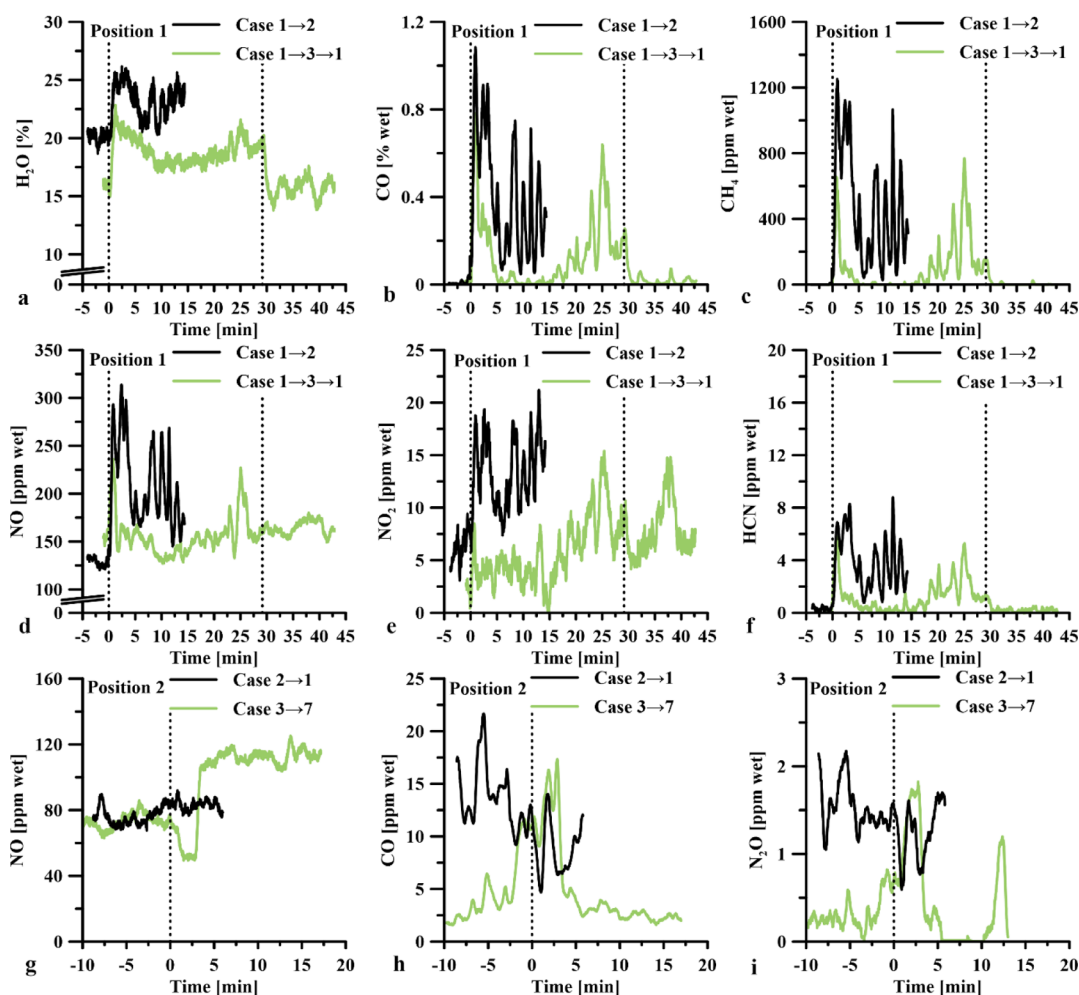 Position 1
Case 1→2
Case 1→3→1
H₂O [%]
30
25
20
15
10
0
-5 0 5 10 15 20 25 30 35 40 45
a
Time [min]
Position 1
Case 1→2
Case 1→3→1
CO [% wet]
1.2
0.9
0.6
0.3
0
-5 0 5 10 15 20 25 30 35 40 45
b
Time [min]
Position 1
Case 1→2
Case 1→3→1
CH₄ [ppm wet]
1600
1200
800
400
0
-5 0 5 10 15 20 25 30 35 40 45
c
Time [min]
Position 1
Case 1→2
Case 1→3→1
NO [ppm wet]
350
300
250
200
150
100
0
-5 0 5 10 15 20 25 30 35 40 45
d
Time [min]
Position 1
Case 1→2
Case 1→3→1
NO₂ [ppm wet]
25
20
15
10
5
0
-5 0 5 10 15 20 25 30 35 40 45
e
Time [min]
Position 1
Case 1→2
Case 1→3→1
HCN [ppm wet]
20
16
12
8
4
0
-5 0 5 10 15 20 25 30 35 40 45
f
Time [min]
Position 2
Case 2→1
Case 3→7
NO [ppm wet]
160
120
80
40
0
-10 -5 0 5 10 15 20
g
Time [min]
Position 2
Case 2→1
Case 3→7
CO [ppm wet]
25
20
15
10
5
0
-10 -5 0 5 10 15 20
h
Time [min]
Position 2
Case 2→1
Case 3→7
N₂O [ppm wet]
3
2
1
0
-10 -5 0 5 10 15 20
i
Time [min]